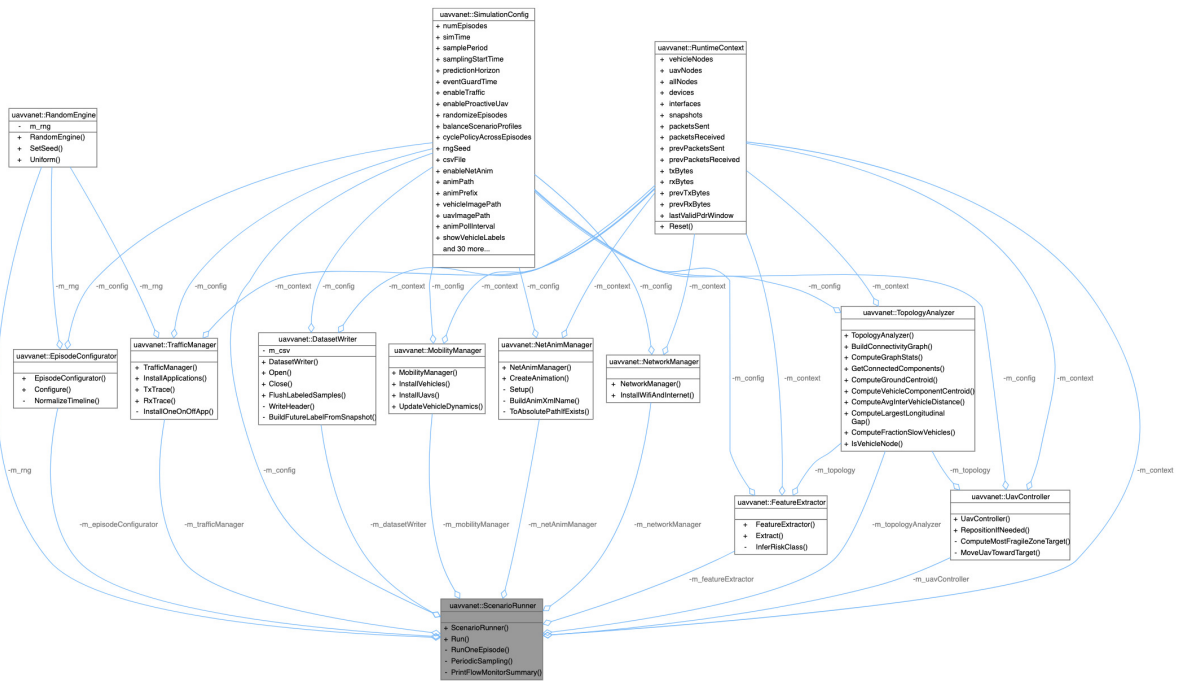 uavvanet::SimulationConfig
+ numEpisodes
+ simTime
+ samplePeriod
+ samplingStartTime
+ predictionHorizon
+ eventGuardTime
+ enableTraffic
+ enableProactiveUav
+ randomizeEpisodes
+ balanceScenarioProfiles
+ cyclePolicyAcrossEpisodes
+ rngSeed
+ csvFile
+ enableNetAnim
+ animPath
+ animPrefix
+ vehicleImagePath
+ uavImagePath
+ animPollInterval
+ showVehicleLabels
and 30 more...
uavvanet::RuntimeContext
+ vehicleNodes
+ uavNodes
+ allNodes
+ devices
+ interfaces
+ snapshots
+ packetsSent
+ packetsReceived
+ prevPacketsSent
+ prevPacketsReceived
+ txBytes
+ rxBytes
+ prevTxBytes
+ prevRxBytes
+ lastValidPdrWindow
+ Reset()
uavvanet::RandomEngine
- m_rng
+ RandomEngine()
+ SetSeed()
+ Uniform()
-m_rng
-m_config
-m_rng
-m_config
-m_context
-m_config
-m_context
-m_config
-m_context
-m_config
-m_context
-m_config
-m_context
uavvanet::EpisodeConfigurator
+ EpisodeConfigurator()
+ Configure()
- NormalizeTimeline()
uavvanet::TrafficManager
+ TrafficManager()
+ InstallApplications()
+ TxTrace()
+ RxTrace()
- InstallOneOnOffApp()
uavvanet::DatasetWriter
- m_csv
+ DatasetWriter()
+ Open()
+ Close()
+ FlushLabeledSamples()
- WriteHeader()
- BuildFutureLabelFromSnapshot()
uavvanet::MobilityManager
+ MobilityManager()
+ InstallVehicles()
+ InstallUavs()
+ UpdateVehicleDynamics()
uavvanet::NetAnimManager
+ NetAnimManager()
+ CreateAnimation()
- Setup()
- BuildAnimXmlName()
- ToAbsolutePathIfExists()
uavvanet::NetworkManager
+ NetworkManager()
+ InstallWifiAndInternet()
uavvanet::TopologyAnalyzer
+ TopologyAnalyzer()
+ BuildConnectivityGraph()
+ ComputeGraphStats()
+ GetConnectedComponents()
+ ComputeGroundCentroid()
+ ComputeVehicleComponentCentroid()
+ ComputeAvgInterVehicleDistance()
+ ComputeLargestLongitudinal
Gap()
+ ComputeFractionSlowVehicles()
+ IsVehicleNode()
-m_config
-m_context
-m_config
-m_context
-m_rng
-m_config
-m_topology
-m_topology
-m_context
uavvanet::FeatureExtractor
+ FeatureExtractor()
+ Extract()
- InferRiskClass()
uavvanet::UavController
+ UavController()
+ RepositionIfNeeded()
- ComputeMostFragileZoneTarget()
- MoveUavTowardTarget()
-m_episodeConfigurator
-m_trafficManager
-m_datasetWriter
-m_mobilityManager
-m_netAnimManager
-m_networkManager
-m_topologyAnalyzer
-m_featureExtractor
-m_uavController
uavvanet::ScenarioRunner
+ ScenarioRunner()
+ Run()
- RunOneEpisode()
- PeriodicSampling()
- PrintFlowMonitorSummary()